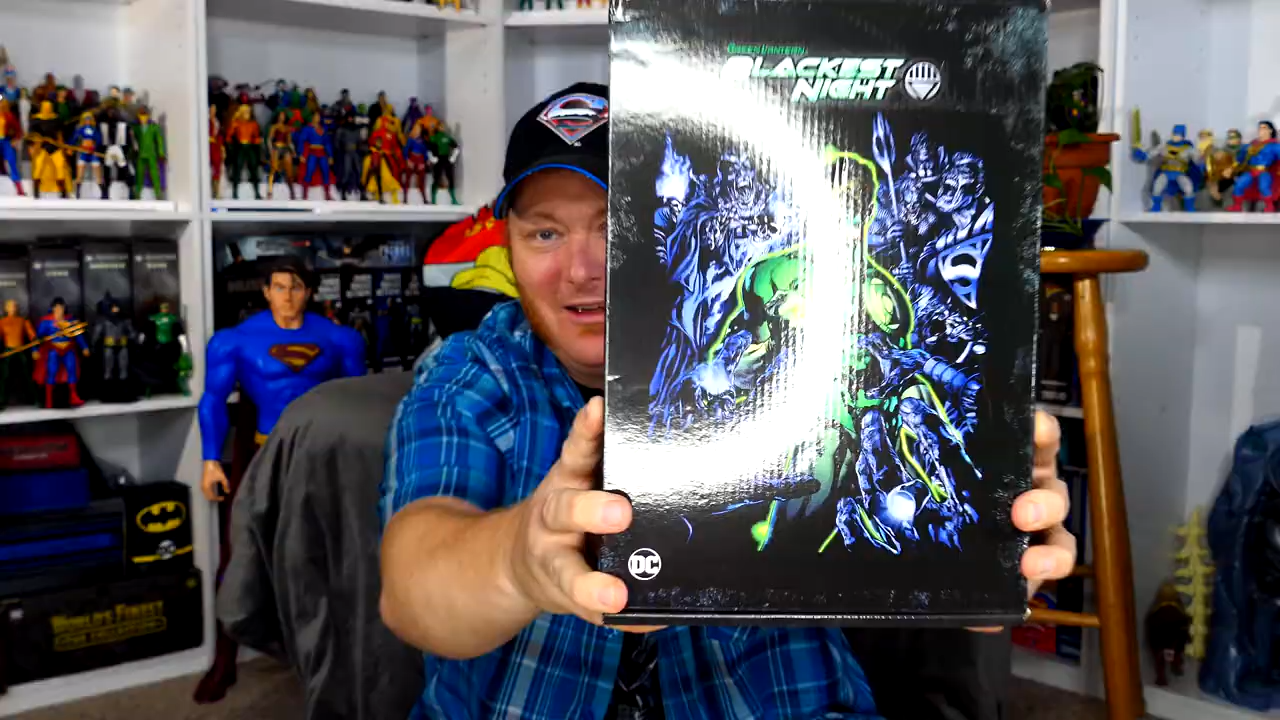 GREEN LANTERN
BLACKEST
NIGHT
DC
WORLD'S FINEST